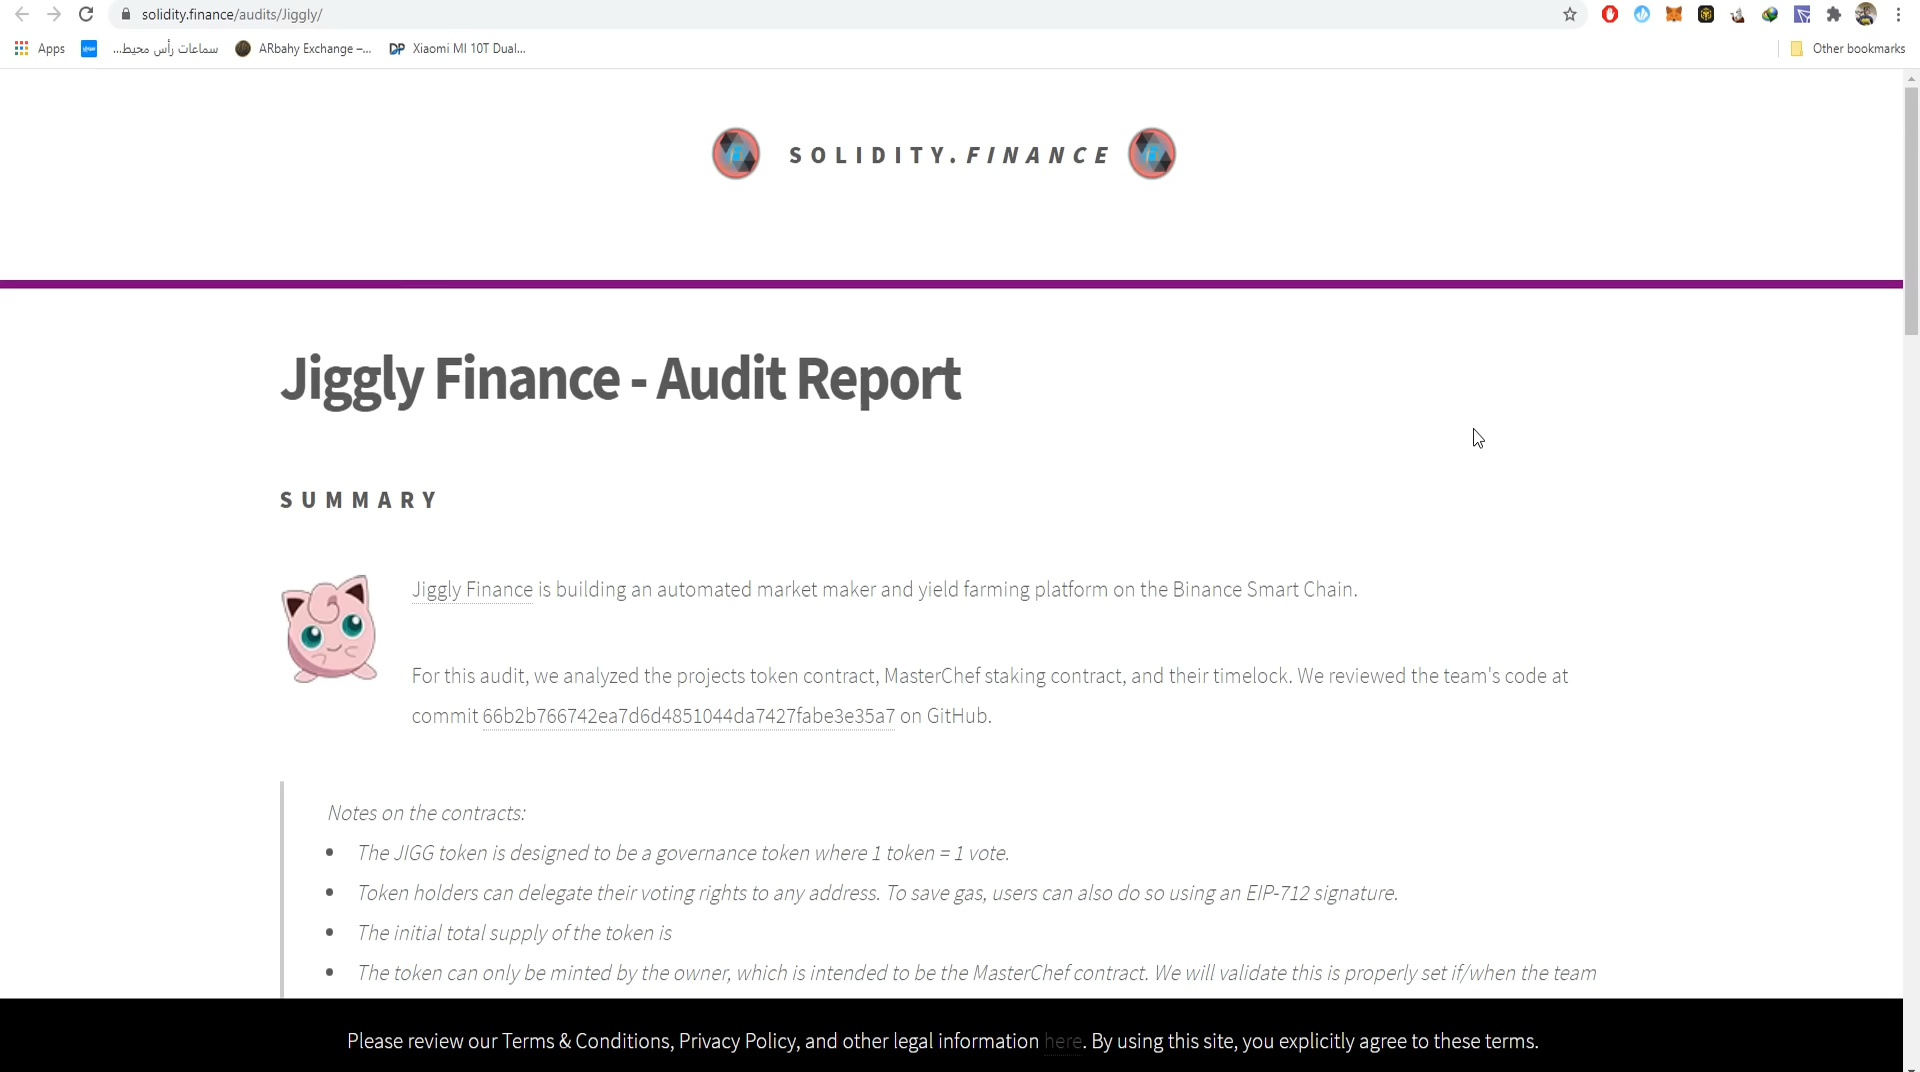 solidity.finance/audits/Jiggly/
Apps
سماعات رأس محيط...
ARbahy Exchange –...
DP
Xiaomi MI 10T Dual...
Other bookmarks
SOLIDITY.FINANCE
Jiggly Finance - Audit Report
SUMMARY
Jiggly Finance is building an automated market maker and yield farming platform on the Binance Smart Chain.
For this audit, we analyzed the projects token contract, MasterChef staking contract, and their timelock. We reviewed the team's code at
commit 66b2b766742ea7d6d4851044da7427fabe3e35a7 on GitHub.
Notes on the contracts:
• The JIGG token is designed to be a governance token where 1 token = 1 vote.
• Token holders can delegate their voting rights to any address. To save gas, users can also do so using an EIP-712 signature.
• The initial total supply of the token is
• The token can only be minted by the owner, which is intended to be the MasterChef contract. We will validate this is properly set if/when the team
Please review our Terms & Conditions, Privacy Policy, and other legal information here. By using this site, you explicitly agree to these terms.